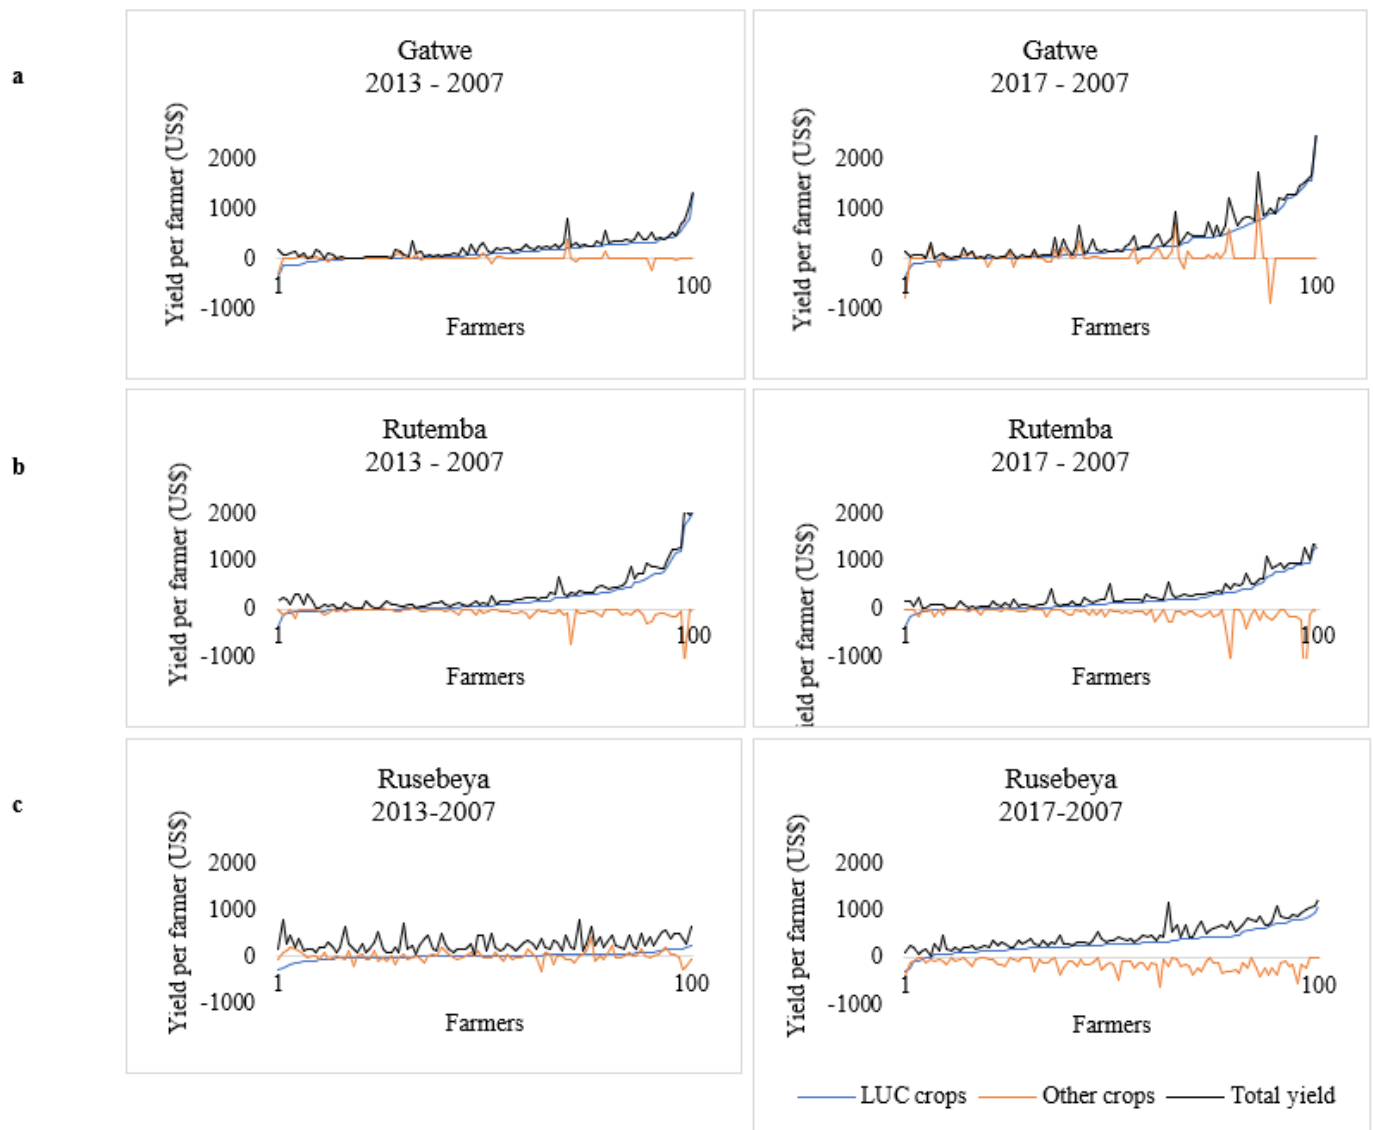 a
Gatwe
2013 - 2007
Yield per farmer (US$)
2000
1000
0
-1000
1
100
Farmers
Gatwe
2017 - 2007
Yield per farmer (US$)
2000
1000
0
-1000
1
100
Farmers
b
Rutemba
2013 - 2007
Yield per farmer (US$)
2000
1000
0
-1000
1
100
Farmers
Rutemba
2017 - 2007
ield per farmer (US$)
2000
1000
0
-1000
1
100
Farmers
c
Rusebeya
2013-2007
Yield per farmer (US$)
2000
1000
0
-1000
1
100
Farmers
Rusebeya
2017-2007
Yield per farmer (US$)
2000
1000
0
-1000
1
100
Farmers
LUC crops Other crops Total yield